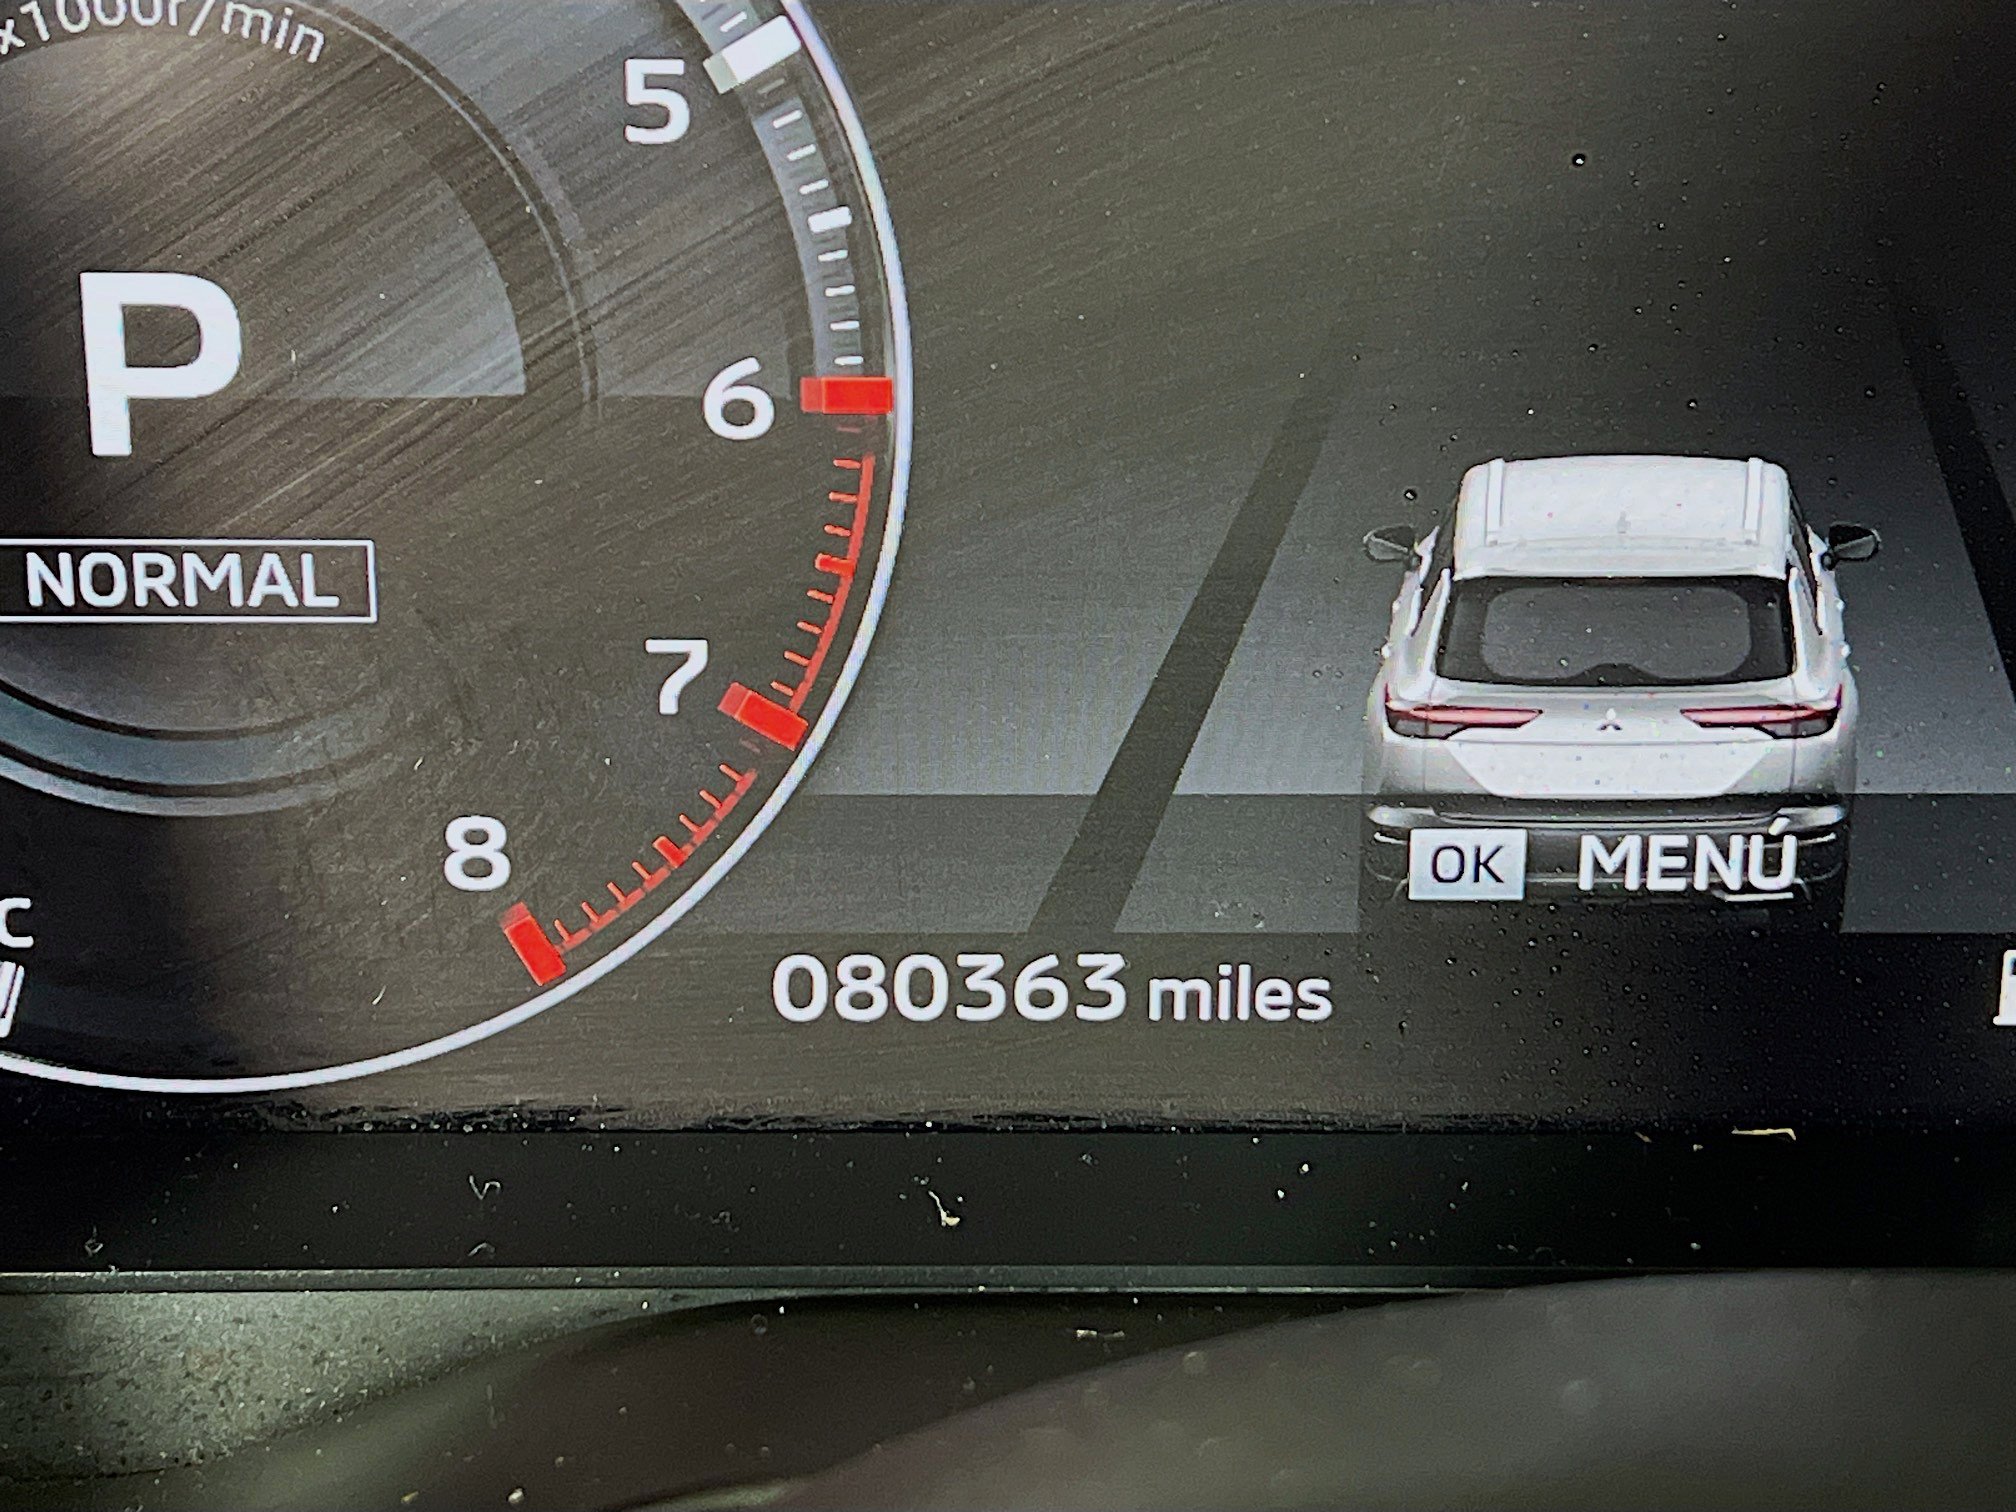 x1000r/min
5
P
6
NORMAL
7
8
OK MENÚ
C
080363 miles